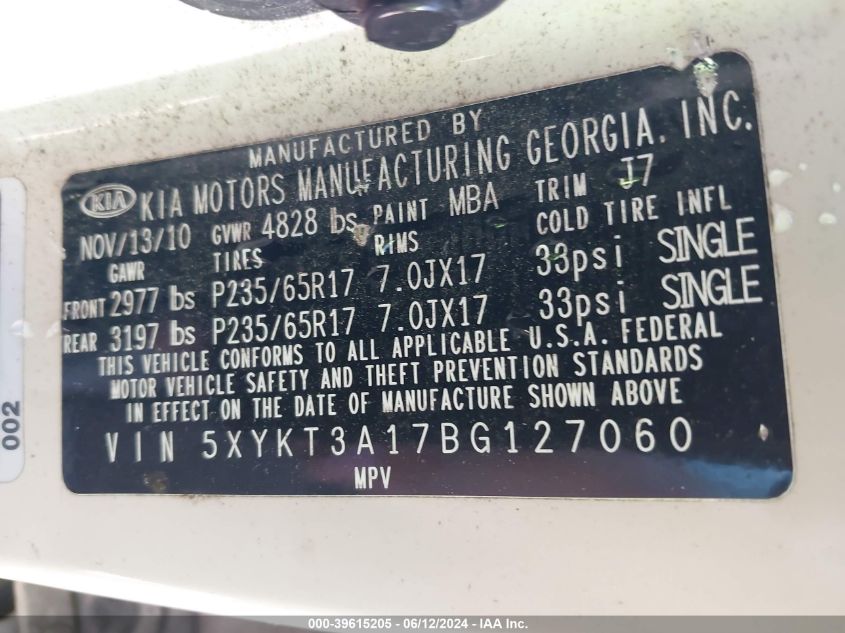 MANUFACTURED BY
KIA KIA MOTORS MANUFACTURING GEORGIA, INC.
NOV/13/10 GVWR 4828 lbs PAINT MBA TRIM J7
GAWR TIRES RIMS COLD TIRE INFL
FRONT 2977 lbs P235/65R17 7.0JX17 33psi SINGLE
REAR 3197 lbs P235/65R17 7.0JX17 33psi SINGLE
THIS VEHICLE CONFORMS TO ALL APPLICABLE U.S.A. FEDERAL
MOTOR VEHICLE SAFETY AND THEFT PREVENTION STANDARDS
IN EFFECT ON THE DATE OF MANUFACTURE SHOWN ABOVE
VIN 5XYKT3A17BG127060
MPV
002
000-39615205 - 06/12/2024 - IAA Inc.